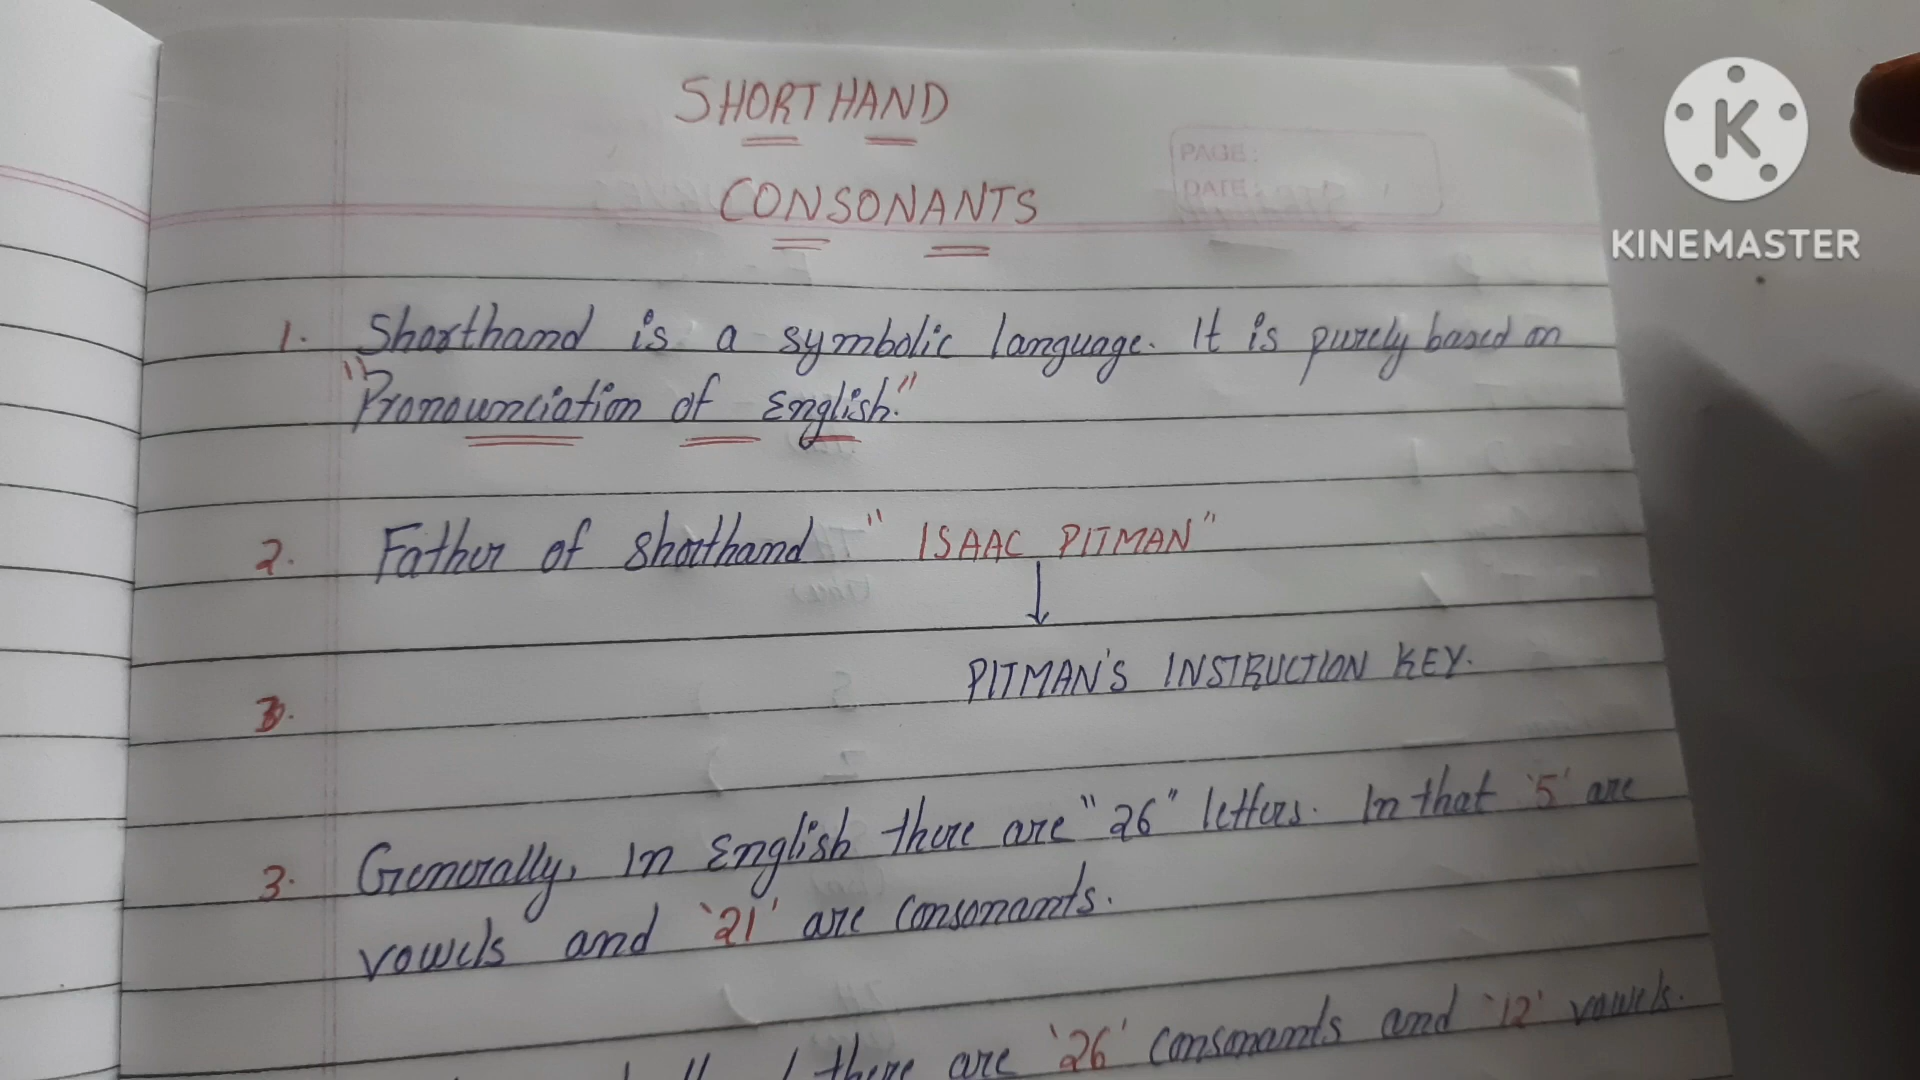 SHORTHAND
CONSONANTS
PAGE:
DATE:
K
KINEMASTER
1. Shorthand is a symbolic language. It is purely based on
"Pronounciation of English."
2. Father of Shorthand "ISAAC PITMAN"
PITMAN'S INSTRUCTION KEY.
3.
3. Generally, in English there are "26" letters. In that '5' are
vowels and '21' are consonants.
there are '26' consonants and '12' vowels.